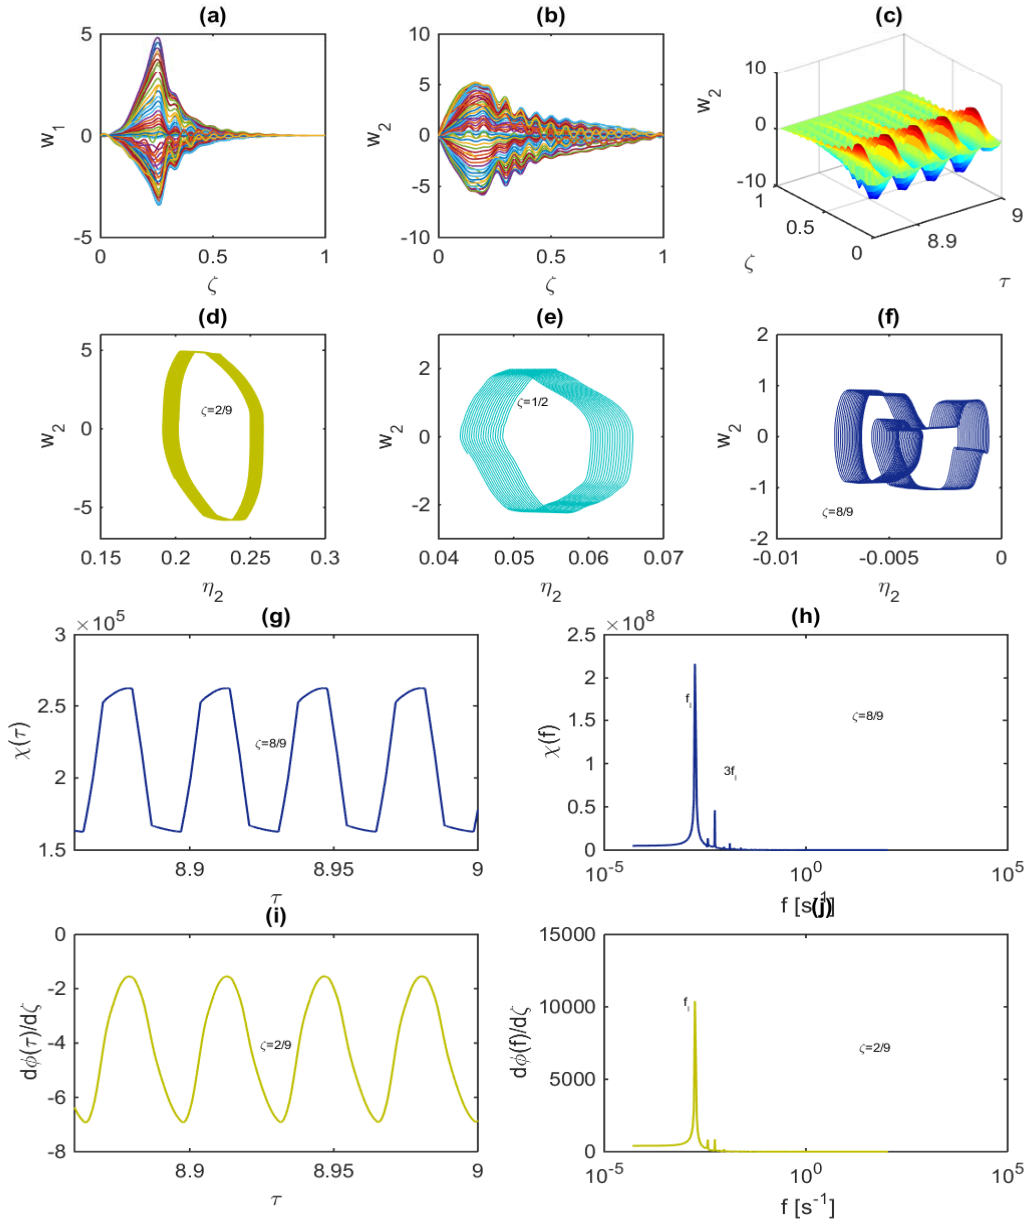 (a)
5
0
-5
0
0.5
1
w1
ζ
(b)
10
5
0
-5
-10
0
0.5
1
w2
ζ
(c)
10
0
-10
1
0.5
0
8.9
9
w2
ζ
τ
(d)
5
0
-5
0.15
0.2
0.25
0.3
w2
η2
ζ=2/9
(e)
2
0
-2
0.04
0.05
0.06
0.07
w2
η2
ζ=1/2
(f)
2
1
0
-1
-2
-0.01
-0.005
0
w2
η2
ζ=8/9
(g)
×10^5
3
2.5
2
1.5
8.9
8.95
9
χ(τ)
τ
ζ=8/9
(h)
×10^8
2.5
2
1.5
1
0.5
0
10^-5
10^0
10^5
χ(f)
f [s^-1]
fi
3fi
ζ=8/9
(i)
0
-2
-4
-6
-8
8.9
8.95
9
dϕ(τ)/dζ
τ
ζ=2/9
(j)
15000
10000
5000
0
10^-5
10^0
10^5
dϕ(f)/dζ
f [s^-1]
fi
ζ=2/9